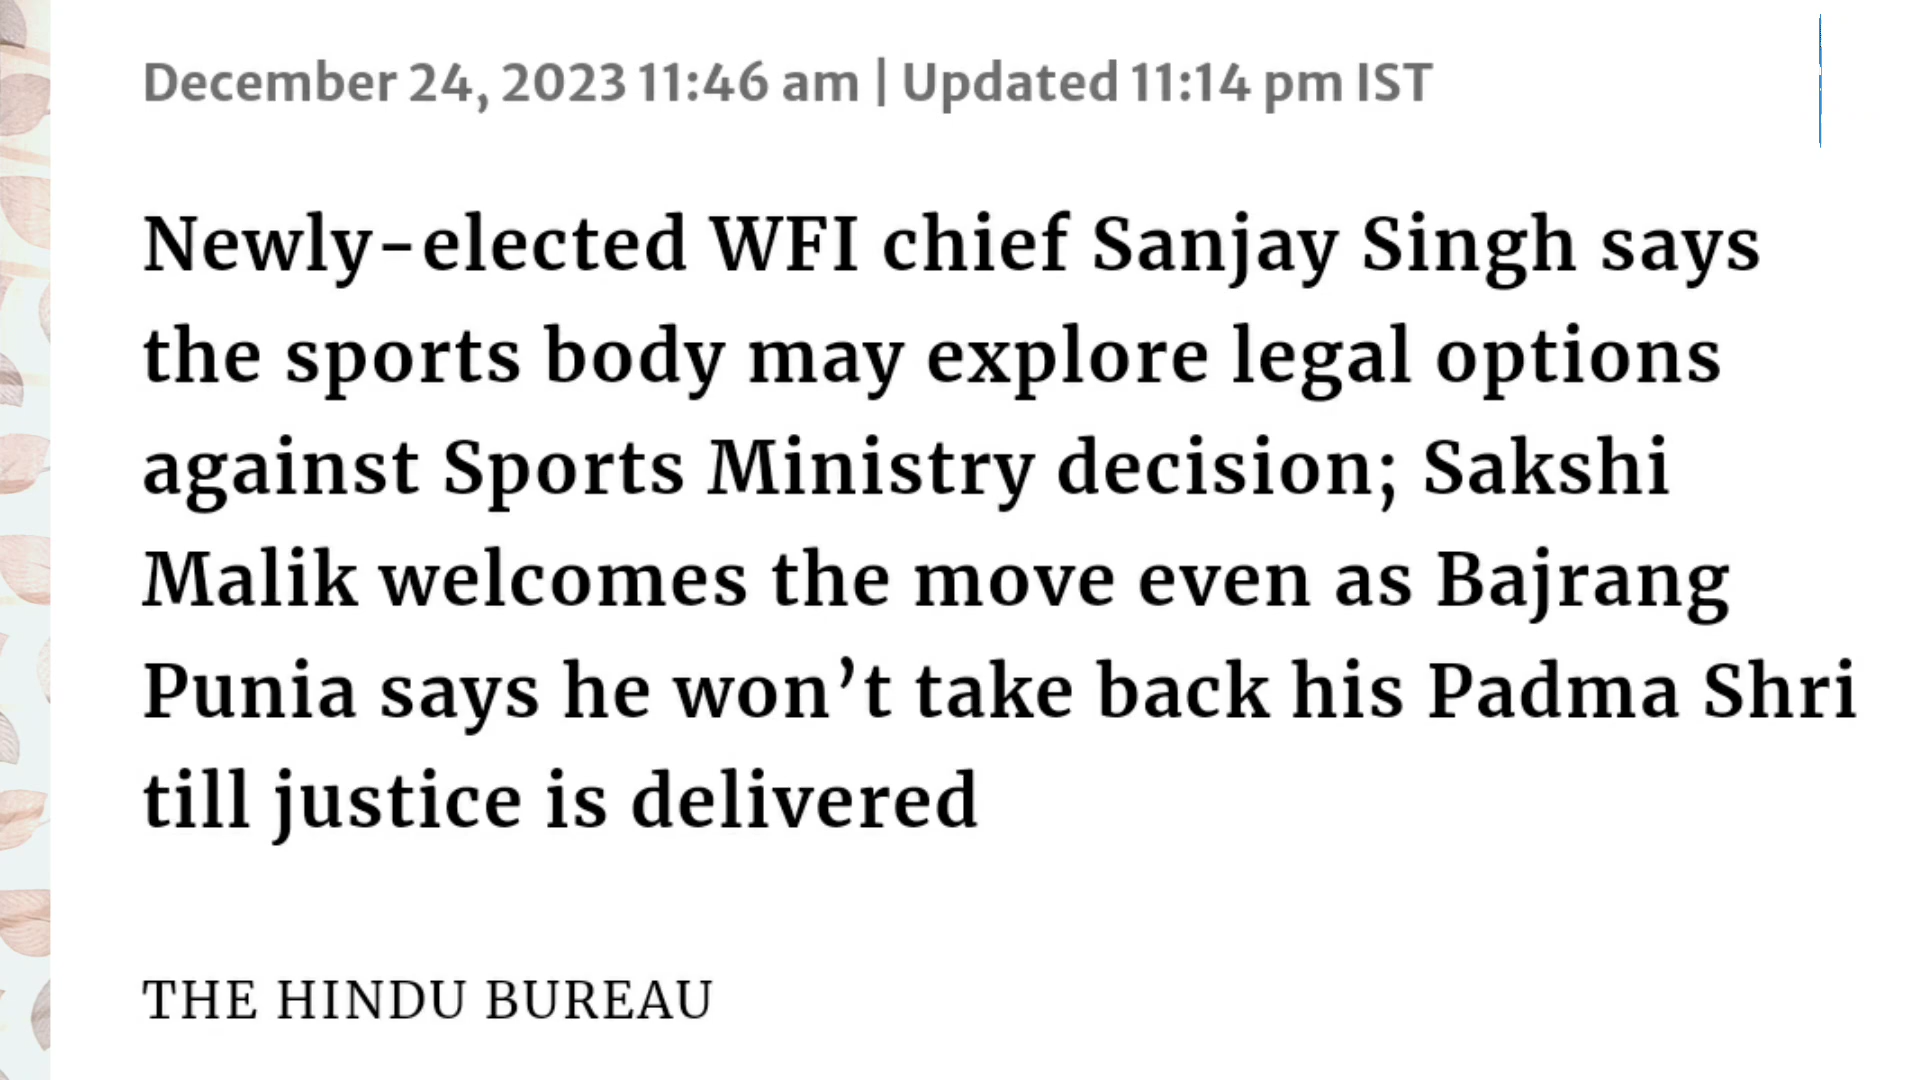 December 24, 2023 11:46 am | Updated 11:14 pm IST
Newly-elected WFI chief Sanjay Singh says
the sports body may explore legal options
against Sports Ministry decision; Sakshi
Malik welcomes the move even as Bajrang
Punia says he won’t take back his Padma Shri
till justice is delivered
THE HINDU BUREAU